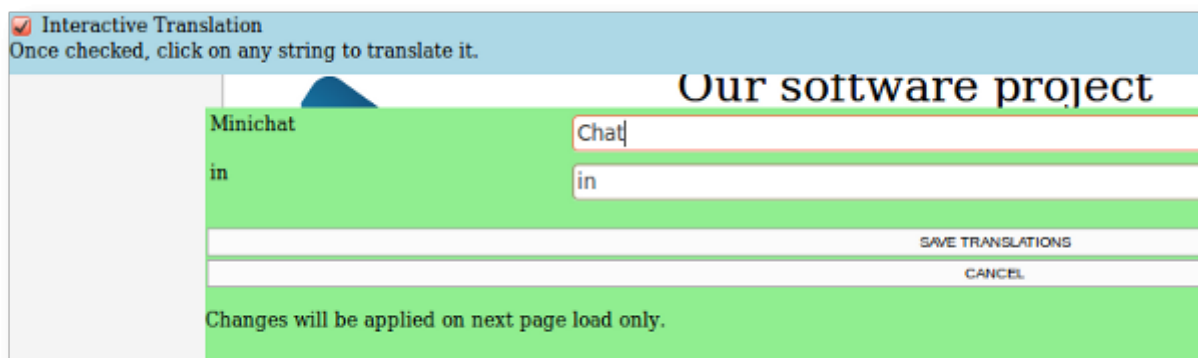 Interactive Translation
Once checked, click on any string to translate it.
Our software project
Minichat
Chat
in
in
SAVE TRANSLATIONS
CANCEL
Changes will be applied on next page load only.